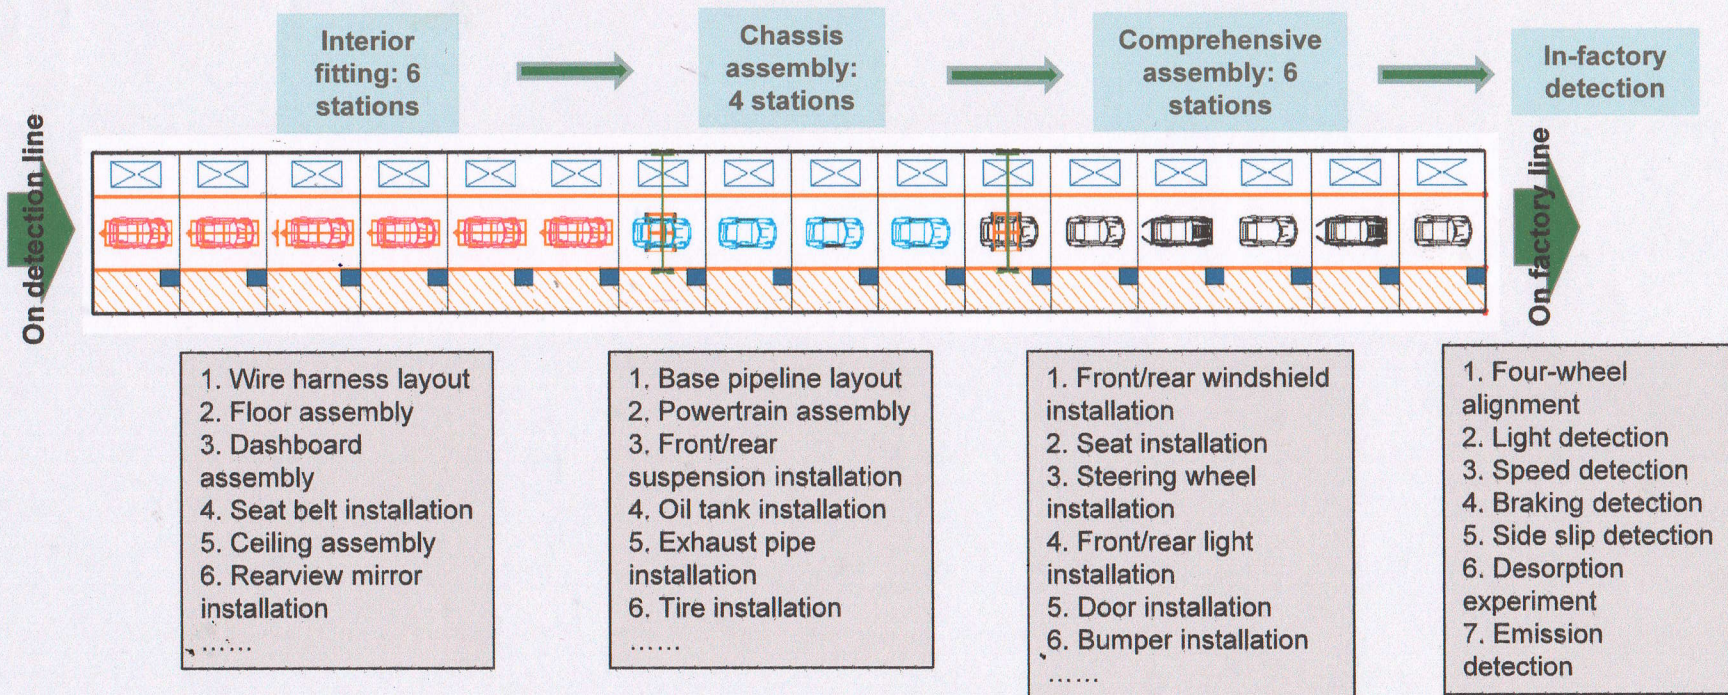 Interior
fitting: 6
stations
Chassis
assembly:
4 stations
Comprehensive
assembly: 6
stations
In-factory
detection
On detection line
On factory line
1. Wire harness layout
2. Floor assembly
3. Dashboard
assembly
4. Seat belt installation
5. Ceiling assembly
6. Rearview mirror
installation
......
1. Base pipeline layout
2. Powertrain assembly
3. Front/rear
suspension installation
4. Oil tank installation
5. Exhaust pipe
installation
6. Tire installation
......
1. Front/rear windshield
installation
2. Seat installation
3. Steering wheel
installation
4. Front/rear light
installation
5. Door installation
6. Bumper installation
......
1. Four-wheel
alignment
2. Light detection
3. Speed detection
4. Braking detection
5. Side slip detection
6. Desorption
experiment
7. Emission
detection